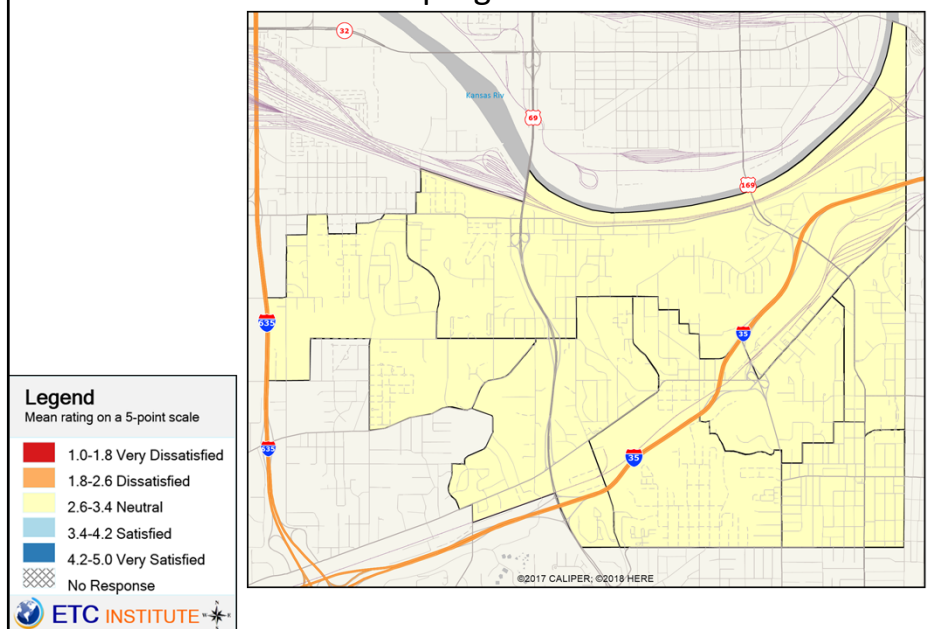 32
Kansas Riv
69
169
635
35
635
35
Legend
Mean rating on a 5-point scale
1.0-1.8 Very Dissatisfied
1.8-2.6 Dissatisfied
2.6-3.4 Neutral
3.4-4.2 Satisfied
4.2-5.0 Very Satisfied
No Response
©2017 CALIPER; ©2018 HERE
ETC INSTITUTE